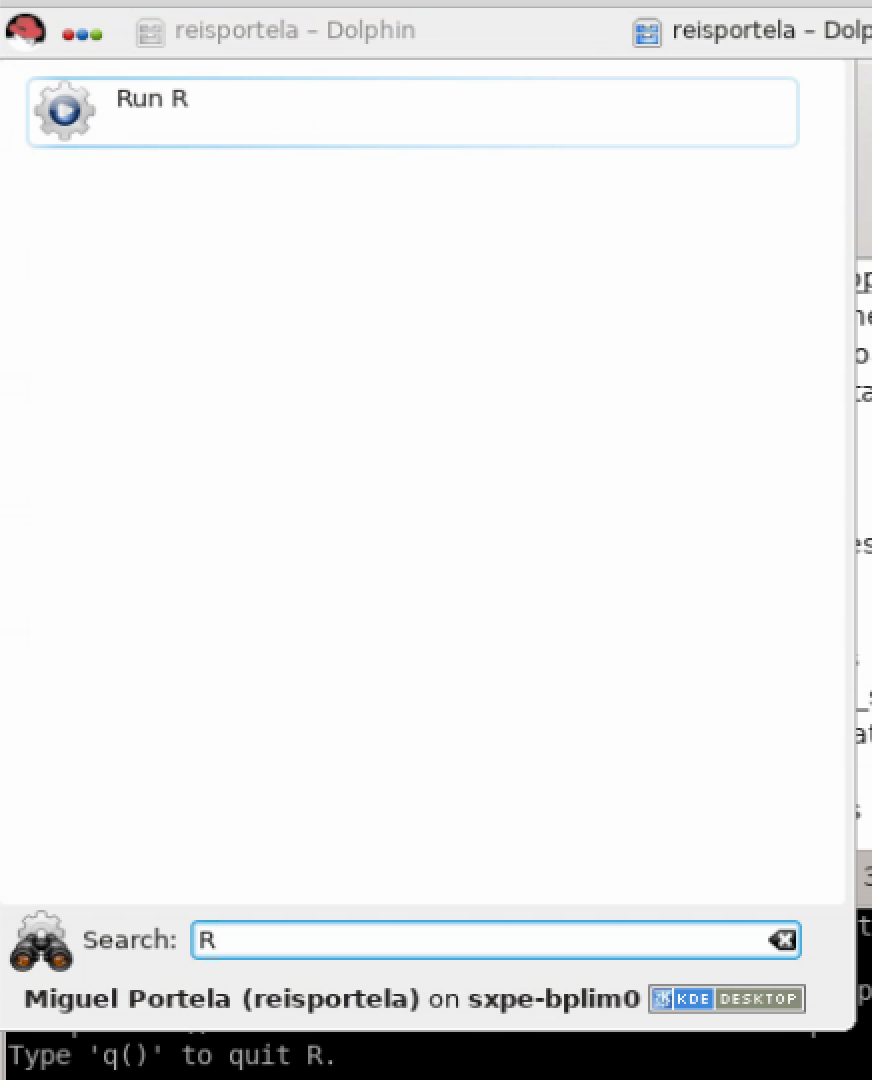 reisportela – Dolphin
reisportela – Dolp
Run R
Search: R
Miguel Portela (reisportela) on sxpe-bplim0 KDE DESKTOP
Type 'q()' to quit R.